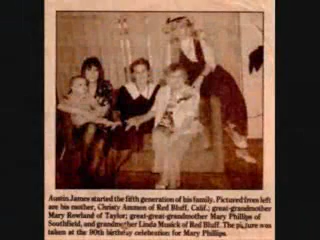 Austin James started the fifth generation of his family. Pictured from left
are his mother, Christy Ammon of Red Bluff, Calif.; great-grandmother
Mary Rowland of Taylor; great-great-grandmother Mary Phillips of
Southfield, and grandmother Linda Musick of Red Bluff. The picture was
taken at the 90th birthday celebration for Mary Phillips.